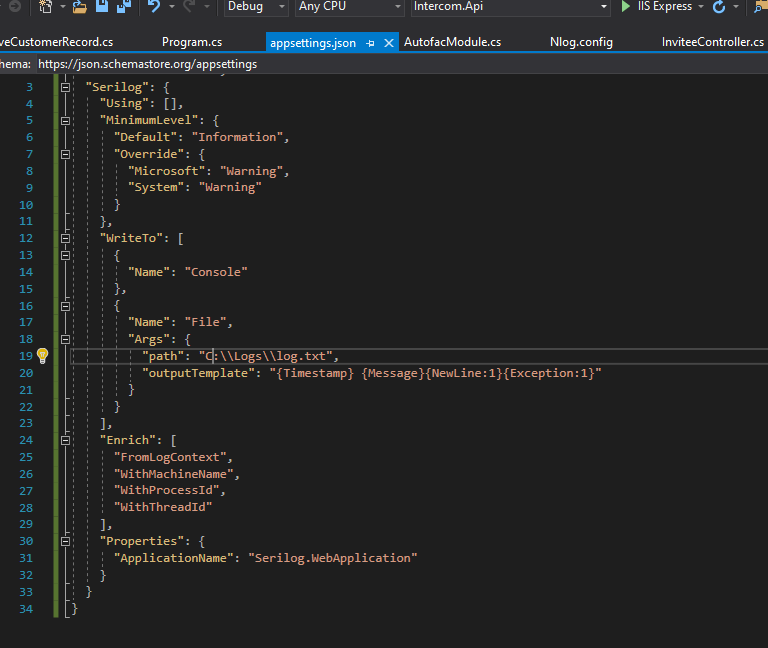 Debug Any CPU Intercom.Api IIS Express
veCustomerRecord.cs Program.cs appsettings.json AutofacModule.cs Nlog.config InviteeController.cs
hema: https://json.schemastore.org/appsettings
3 "Serilog": {
4 "Using": [],
5 "MinimumLevel": {
6 "Default": "Information",
7 "Override": {
8 "Microsoft": "Warning",
9 "System": "Warning"
10 }
11 },
12 "WriteTo": [
13 {
14 "Name": "Console"
15 },
16 {
17 "Name": "File",
18 "Args": {
19 "path": "C:\\Logs\\log.txt",
20 "outputTemplate": "{Timestamp} {Message}{NewLine:1}{Exception:1}"
21 }
22 }
23 ],
24 "Enrich": [
25 "FromLogContext",
26 "WithMachineName",
27 "WithProcessId",
28 "WithThreadId"
29 ],
30 "Properties": {
31 "ApplicationName": "Serilog.WebApplication"
32 }
33 }
34 }